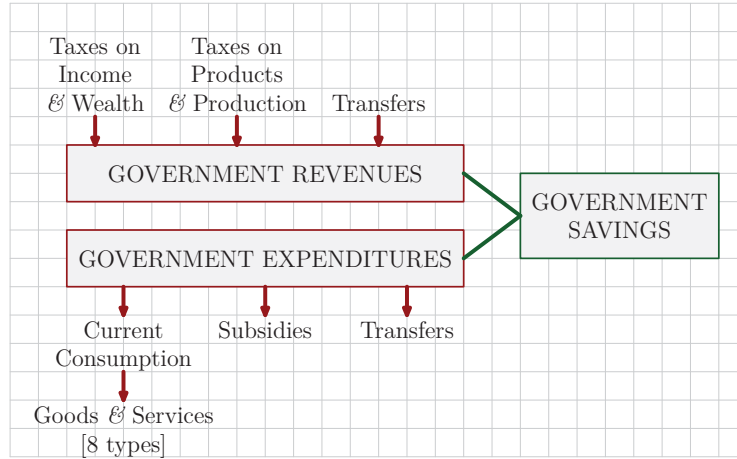 Taxes on
Income
& Wealth
Taxes on
Products
& Production
Transfers
GOVERNMENT REVENUES
GOVERNMENT
SAVINGS
GOVERNMENT EXPENDITURES
Current
Consumption
Subsidies
Transfers
Goods & Services
[8 types]